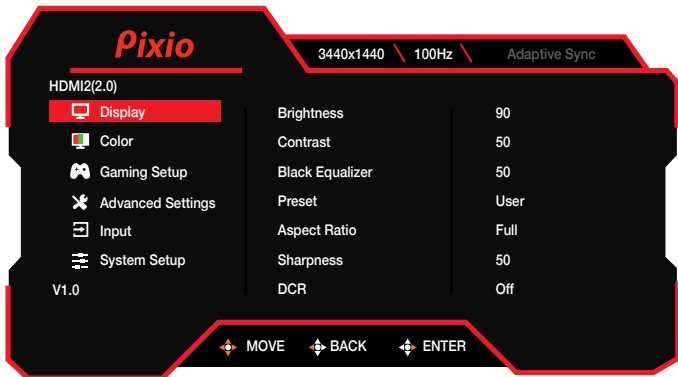 Pixio
3440x1440 100Hz Adaptive Sync
HDMI2(2.0)
Display Brightness 90
Color Contrast 50
Gaming Setup Black Equalizer 50
Advanced Settings Preset User
Input Aspect Ratio Full
System Setup Sharpness 50
V1.0 DCR Off
MOVE BACK ENTER